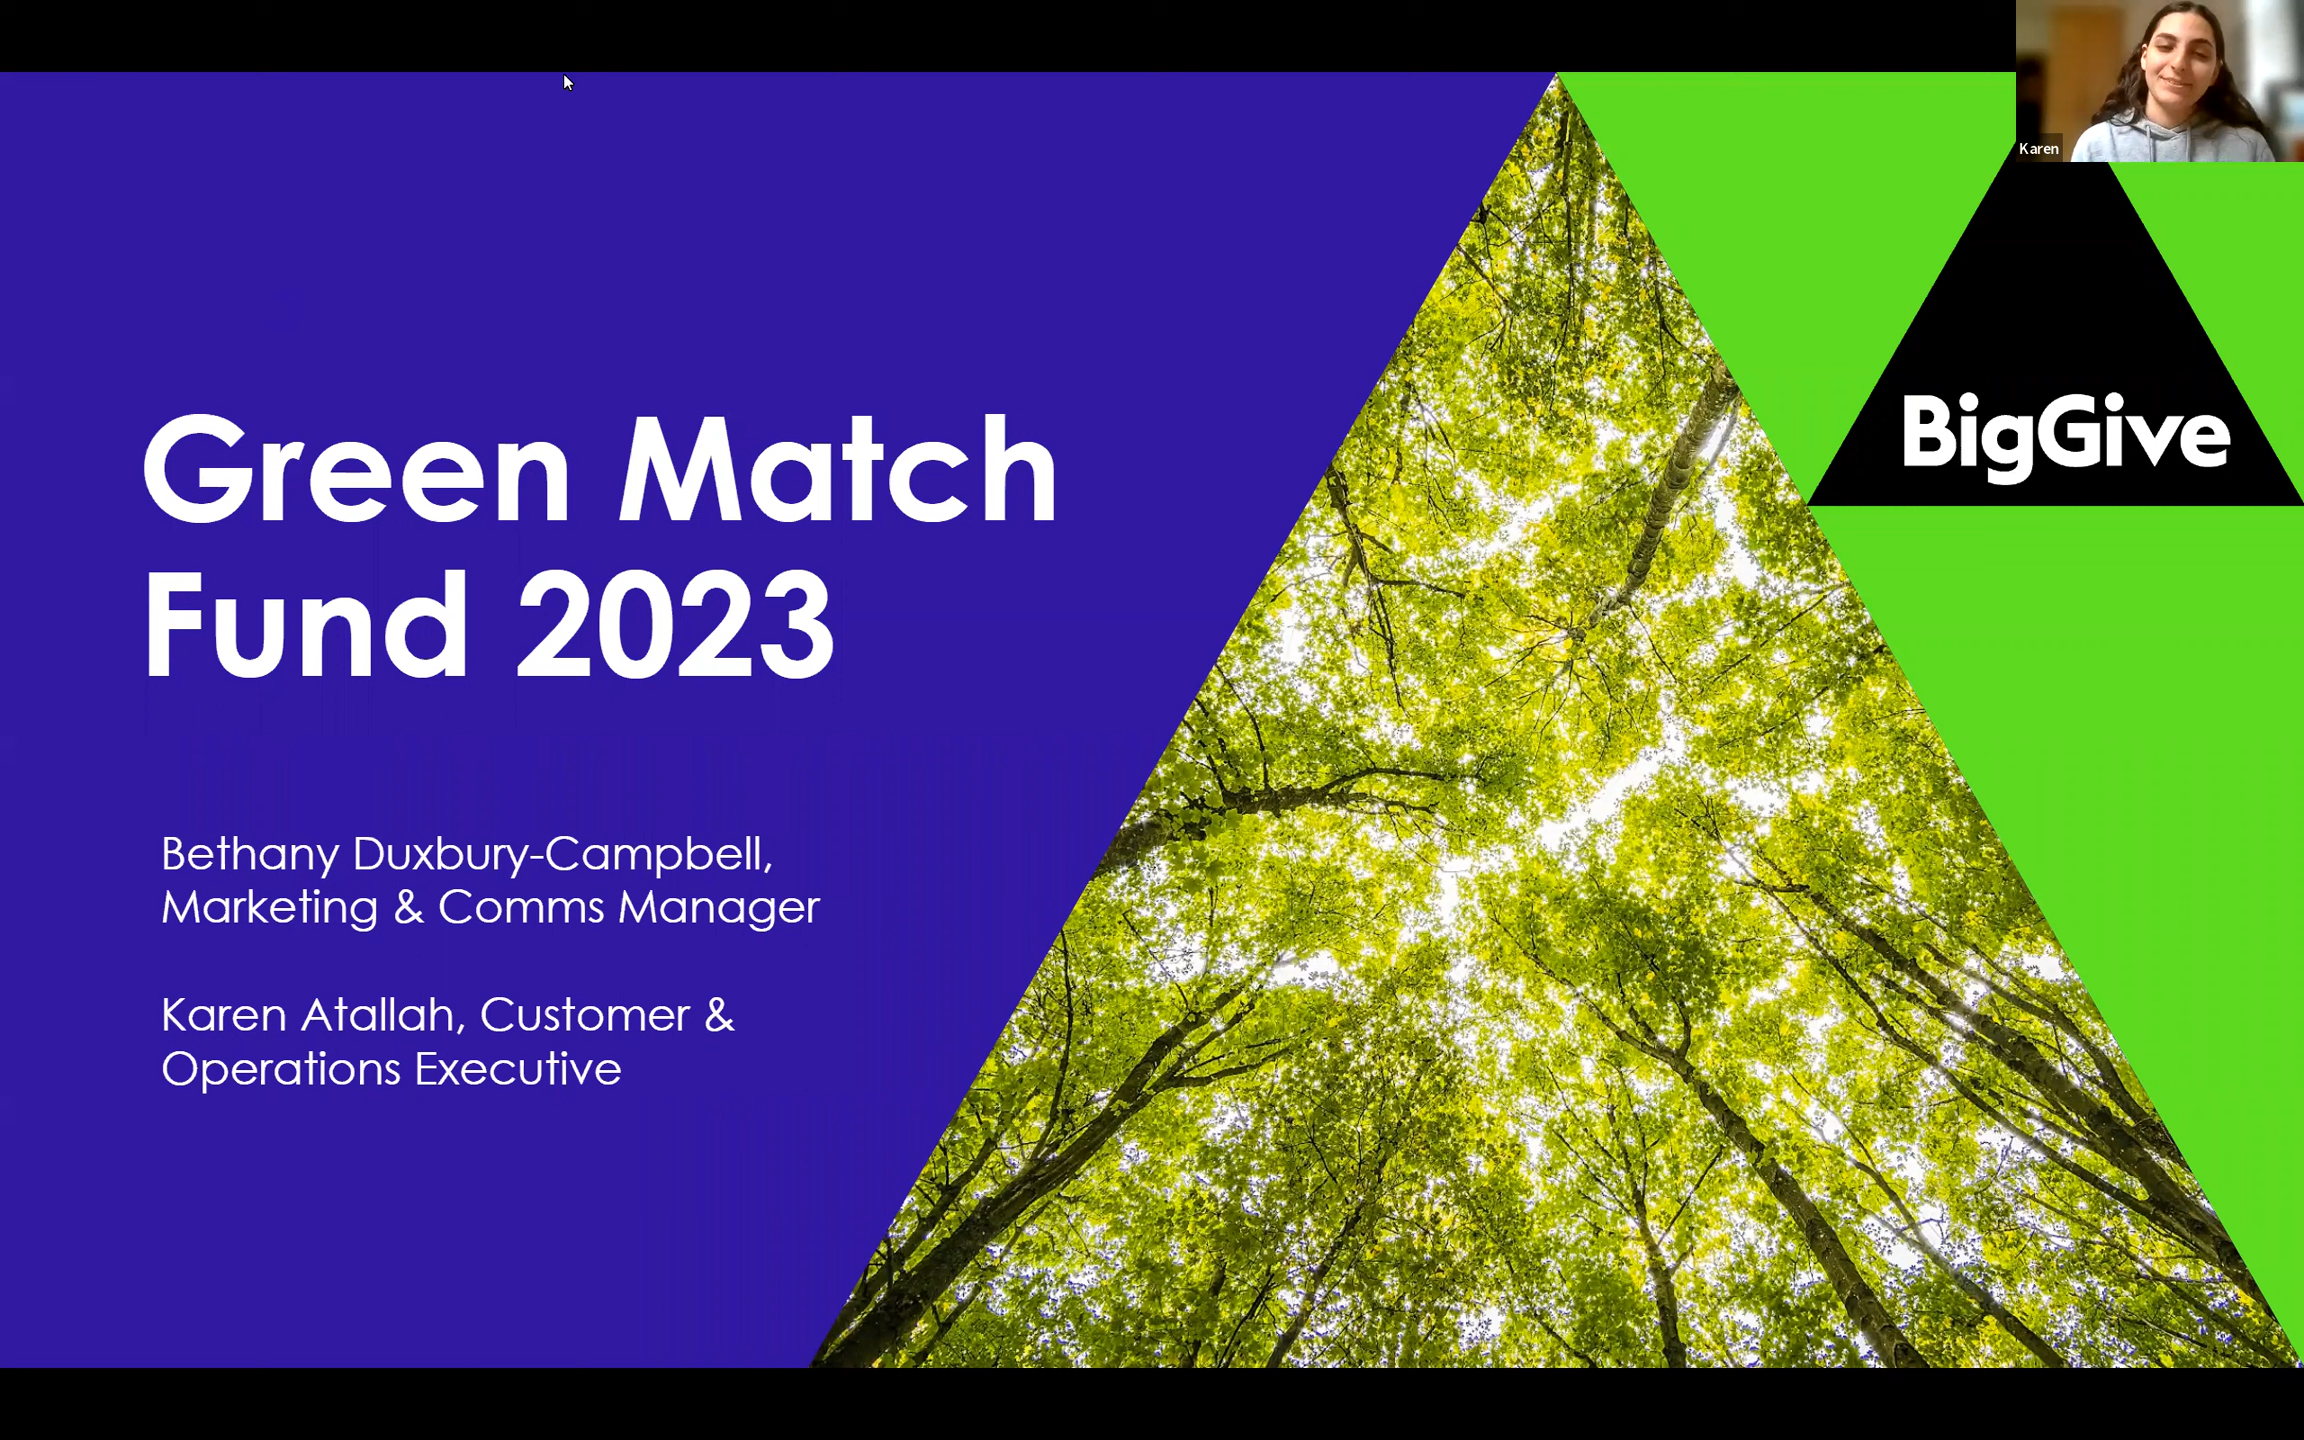 Karen
BigGive
Green Match
Fund 2023
Bethany Duxbury-Campbell,
Marketing & Comms Manager
Karen Atallah, Customer &
Operations Executive